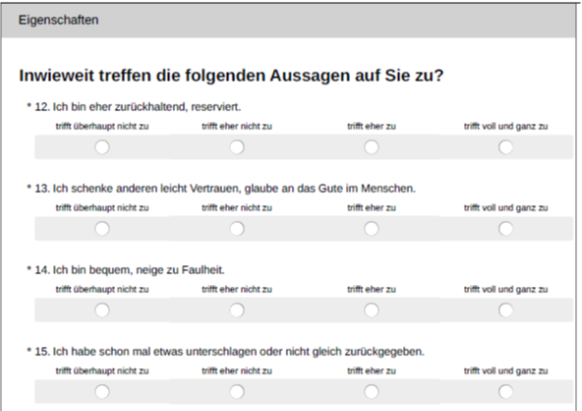 Eigenschaften
Inwieweit treffen die folgenden Aussagen auf Sie zu?
* 12. Ich bin eher zurückhaltend, reserviert.
trifft überhaupt nicht zu trifft eher nicht zu trifft eher zu trifft voll und ganz zu
* 13. Ich schenke anderen leicht Vertrauen, glaube an das Gute im Menschen.
trifft überhaupt nicht zu trifft eher nicht zu trifft eher zu trifft voll und ganz zu
* 14. Ich bin bequem, neige zu Faulheit.
trifft überhaupt nicht zu trifft eher nicht zu trifft eher zu trifft voll und ganz zu
* 15. Ich habe schon mal etwas unterschlagen oder nicht gleich zurückgegeben.
trifft überhaupt nicht zu trifft eher nicht zu trifft eher zu trifft voll und ganz zu